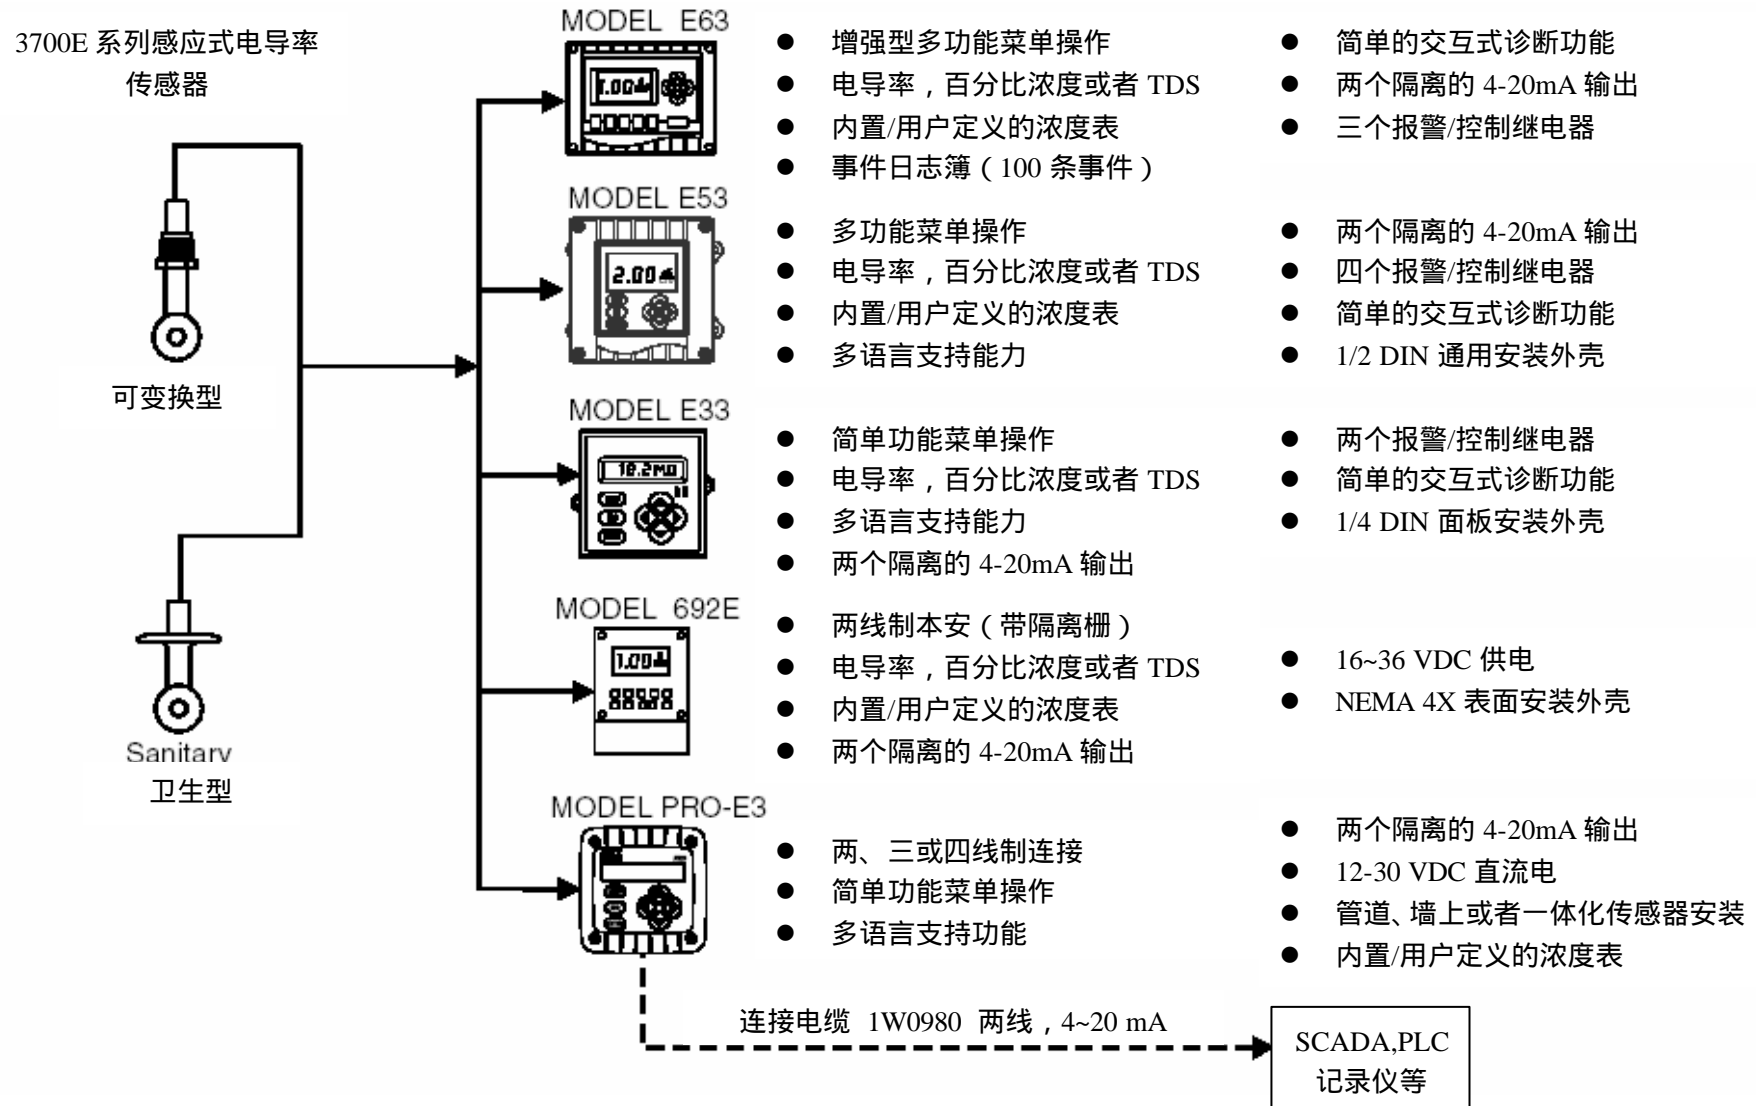 3700E 系列感应式电导率
传感器
可变换型
Sanitary
卫生型
MODEL E63
1.00
● 增强型多功能菜单操作
● 电导率，百分比浓度或者 TDS
● 内置/用户定义的浓度表
● 事件日志簿（100 条事件）
● 简单的交互式诊断功能
● 两个隔离的 4-20mA 输出
● 三个报警/控制继电器
MODEL E53
2.00
● 多功能菜单操作
● 电导率，百分比浓度或者 TDS
● 内置/用户定义的浓度表
● 多语言支持能力
● 两个隔离的 4-20mA 输出
● 四个报警/控制继电器
● 简单的交互式诊断功能
● 1/2 DIN 通用安装外壳
MODEL E33
18.2MΩ
● 简单功能菜单操作
● 电导率，百分比浓度或者 TDS
● 多语言支持能力
● 两个隔离的 4-20mA 输出
● 两个报警/控制继电器
● 简单的交互式诊断功能
● 1/4 DIN 面板安装外壳
MODEL 692E
1.00
● 两线制本安（带隔离栅）
● 电导率，百分比浓度或者 TDS
● 内置/用户定义的浓度表
● 两个隔离的 4-20mA 输出
● 16~36 VDC 供电
● NEMA 4X 表面安装外壳
MODEL PRO-E3
● 两、三或四线制连接
● 简单功能菜单操作
● 多语言支持功能
● 两个隔离的 4-20mA 输出
● 12-30 VDC 直流电
● 管道、墙上或者一体化传感器安装
● 内置/用户定义的浓度表
连接电缆 1W0980 两线，4~20 mA
SCADA,PLC
记录仪等